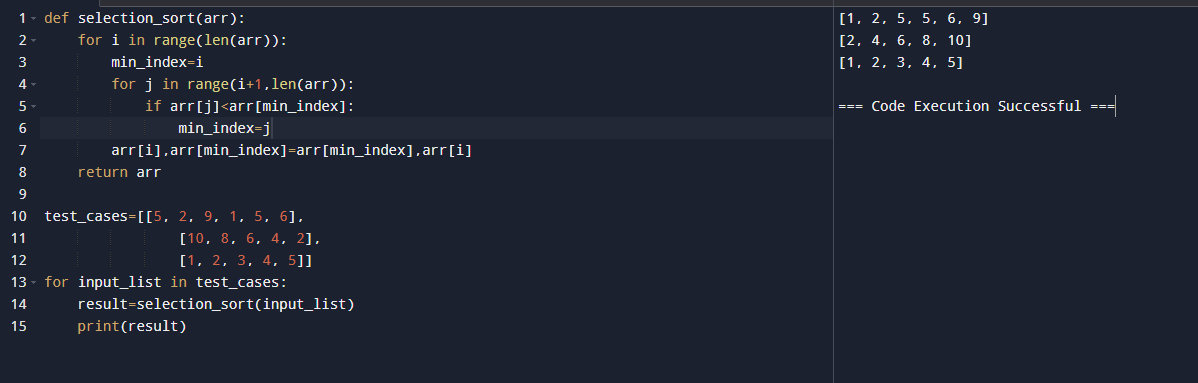 1 def selection_sort(arr):
2     for i in range(len(arr)):
3         min_index=i
4         for j in range(i+1,len(arr)):
5             if arr[j]<arr[min_index]:
6                 min_index=j
7         arr[i],arr[min_index]=arr[min_index],arr[i]
8     return arr
9
10 test_cases=[[5, 2, 9, 1, 5, 6],
11                 [10, 8, 6, 4, 2],
12                 [1, 2, 3, 4, 5]]
13 for input_list in test_cases:
14     result=selection_sort(input_list)
15     print(result)
[1, 2, 5, 5, 6, 9]
[2, 4, 6, 8, 10]
[1, 2, 3, 4, 5]
=== Code Execution Successful ===